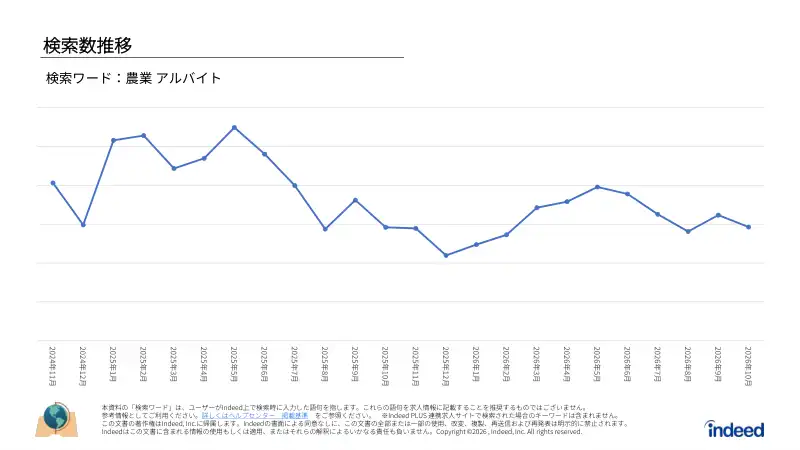 検索数推移
検索ワード：農業 アルバイト
2024年11月
2024年12月
2025年1月
2025年2月
2025年3月
2025年4月
2025年5月
2025年6月
2025年7月
2025年8月
2025年9月
2025年10月
2025年11月
2025年12月
2026年1月
2026年2月
2026年3月
2026年4月
2026年5月
2026年6月
2026年7月
2026年8月
2026年9月
2026年10月
本資料の「検索ワード」は、ユーザーがIndeed上で検索時に入力した語句を指します。これらの語句を求人情報に記載することを推奨するものではございません。
参考情報としてご利用ください。詳しくはヘルプセンター 掲載基準 をご参照ください。 ※Indeed PLUS 連携求人サイトで検索された場合のキーワードは含まれません。
この文書の著作権はIndeed, Inc.に帰属します。Indeedの書面による同意なしに、この文書の全部または一部の使用、改変、複製、再送信および再発表は明示的に禁止されます。
Indeedはこの文書に含まれる情報の使用もしくは適用、またはそれらの解釈によるいかなる責任も負いません。Copyright ©2026 , Indeed, Inc. All rights reserved.
indeed